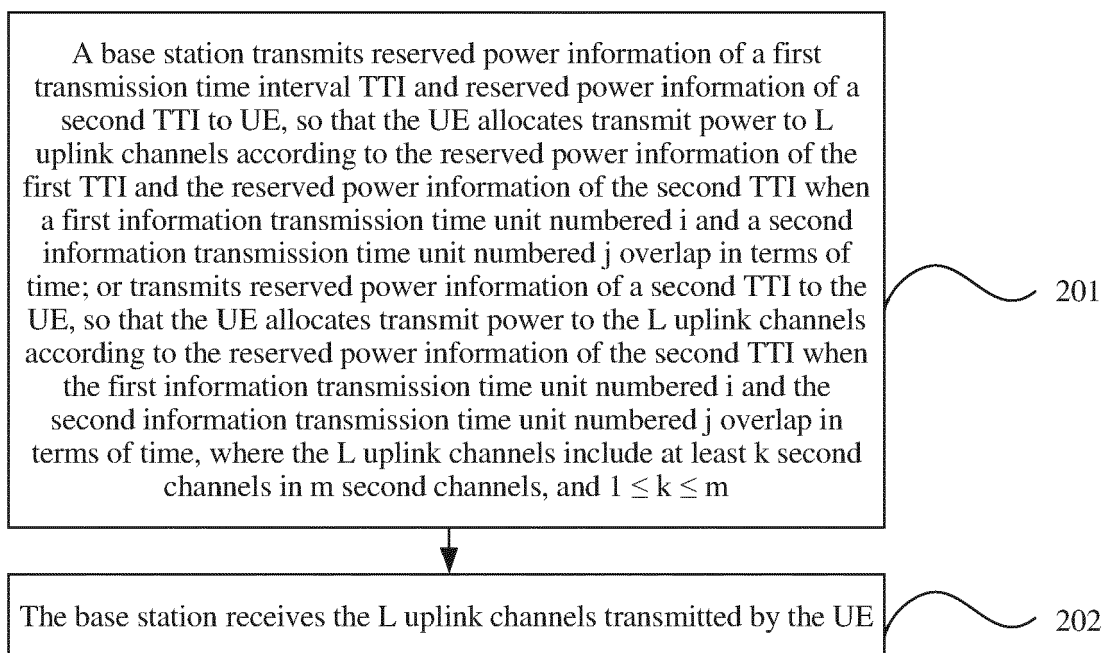 A base station transmits reserved power information of a first
transmission time interval TTI and reserved power information of a
second TTI to UE, so that the UE allocates transmit power to L
uplink channels according to the reserved power information of the
first TTI and the reserved power information of the second TTI when
a first information transmission time unit numbered i and a second
information transmission time unit numbered j overlap in terms of
time; or transmits reserved power information of a second TTI to the
UE, so that the UE allocates transmit power to the L uplink channels
according to the reserved power information of the second TTI when
the first information transmission time unit numbered i and the
second information transmission time unit numbered j overlap in
terms of time, where the L uplink channels include at least k second
channels in m second channels, and 1 ≤ k ≤ m
201
The base station receives the L uplink channels transmitted by the UE
202